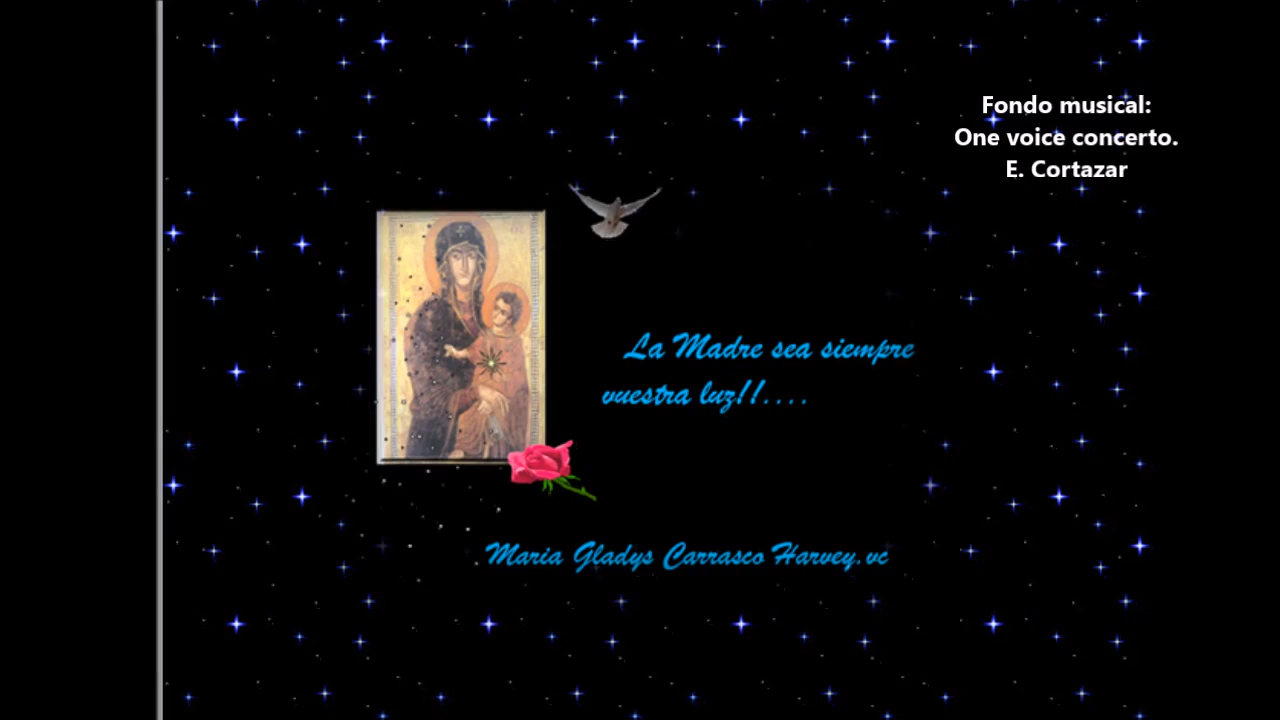 Fondo musical:
One voice concerto.
E. Cortazar
La Madre sea siempre
vuestra luz!!....
Maria Gladys Carrasco Harvey.vc